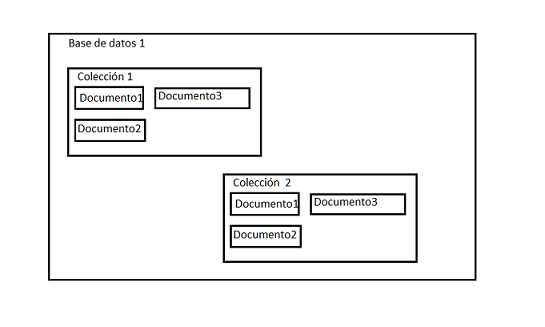 Base de datos 1
Colección 1
Documento1
Documento3
Documento2
Colección 2
Documento1
Documento3
Documento2